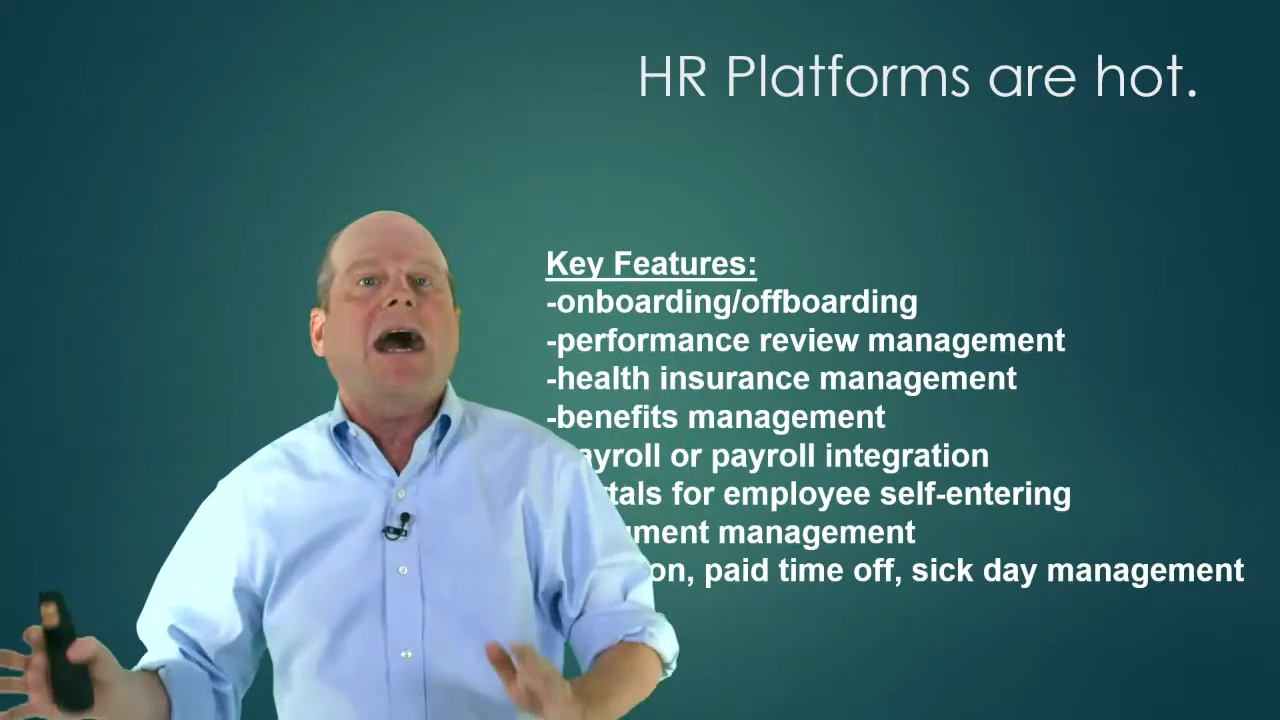 HR Platforms are hot.
Key Features:
-onboarding/offboarding
-performance review management
-health insurance management
-benefits management
or payroll integration
for employee self-entering
management
paid time off, sick day management